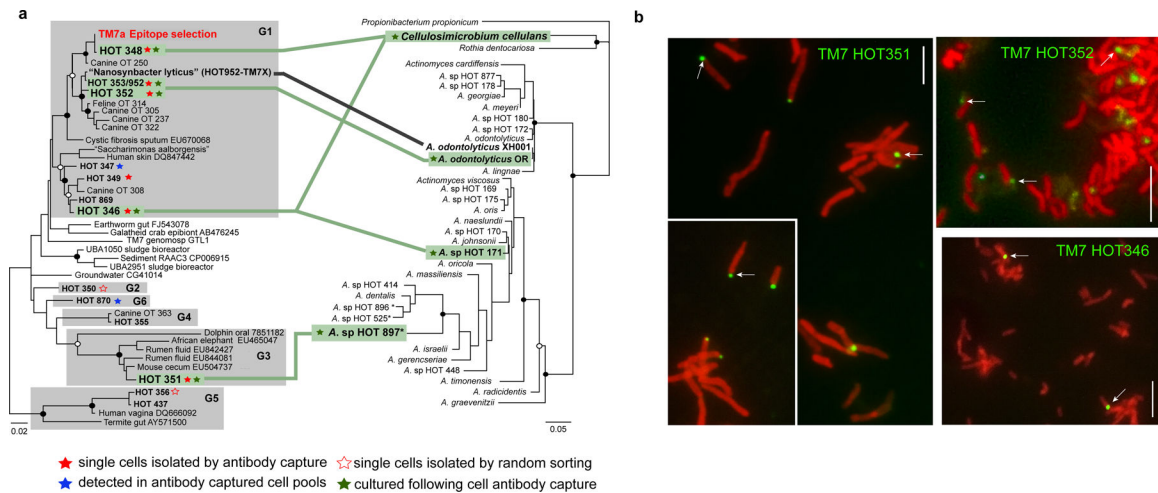 a
G1
TM7a Epitope selection
HOT 348
Canine OT 250
"Nanosynbacter lyticus" (HOT952-TM7X)
HOT 353/952
HOT 352
Feline OT 314
Canine OT 305
Canine OT 237
Canine OT 322
Cystic fibrosis sputum EU670068
"Saccharimonas aalborgensis"
Human skin DQ847442
HOT 347
HOT 349
Canine OT 308
HOT 869
HOT 346
Earthworm gut FJ543078
Galatheid crab epibiont AB476245
TM7 genomosp GTL1
UBA1050 sludge bioreactor
Sediment RAAC3 CP006915
UBA2951 sludge bioreactor
Groundwater CG41014
HOT 350
G2
HOT 870
G6
Canine OT 363
HOT 355
G4
Dolphin oral 7851182
African elephant EU465047
Rumen fluid EU842427
Rumen fluid EU844081
Mouse cecum EU504737
G3
HOT 351
HOT 356
HOT 437
G5
Human vagina DQ666092
Termite gut AY571500
0.02
Propionibacterium propionicum
Cellulosimicrobium cellulans
Rothia dentocariosa
Actinomyces cardiffensis
A. sp HOT 877
A. sp HOT 178
A. georgiae
A. meyeri
A. sp HOT 180
A. sp HOT 172
A. odontolyticus
A. odontolyticus XH001
A. odontolyticus OR
A. lingnae
Actinomyces viscosus
A. sp HOT 169
A. sp HOT 175
A. oris
A. naeslundii
A. sp HOT 170
A. johnsonii
A. sp HOT 171
A. oricola
A. massiliensis
A. sp HOT 414
A. dentalis
A. sp HOT 896 *
A. sp HOT 525*
A. sp HOT 897*
A. israelii
A. gerencseriae
A. sp HOT 448
A. timonensis
A. radicidentis
A. graevenitzii
0.05
single cells isolated by antibody capture
single cells isolated by random sorting
detected in antibody captured cell pools
cultured following cell antibody capture
b
TM7 HOT351
TM7 HOT352
TM7 HOT346